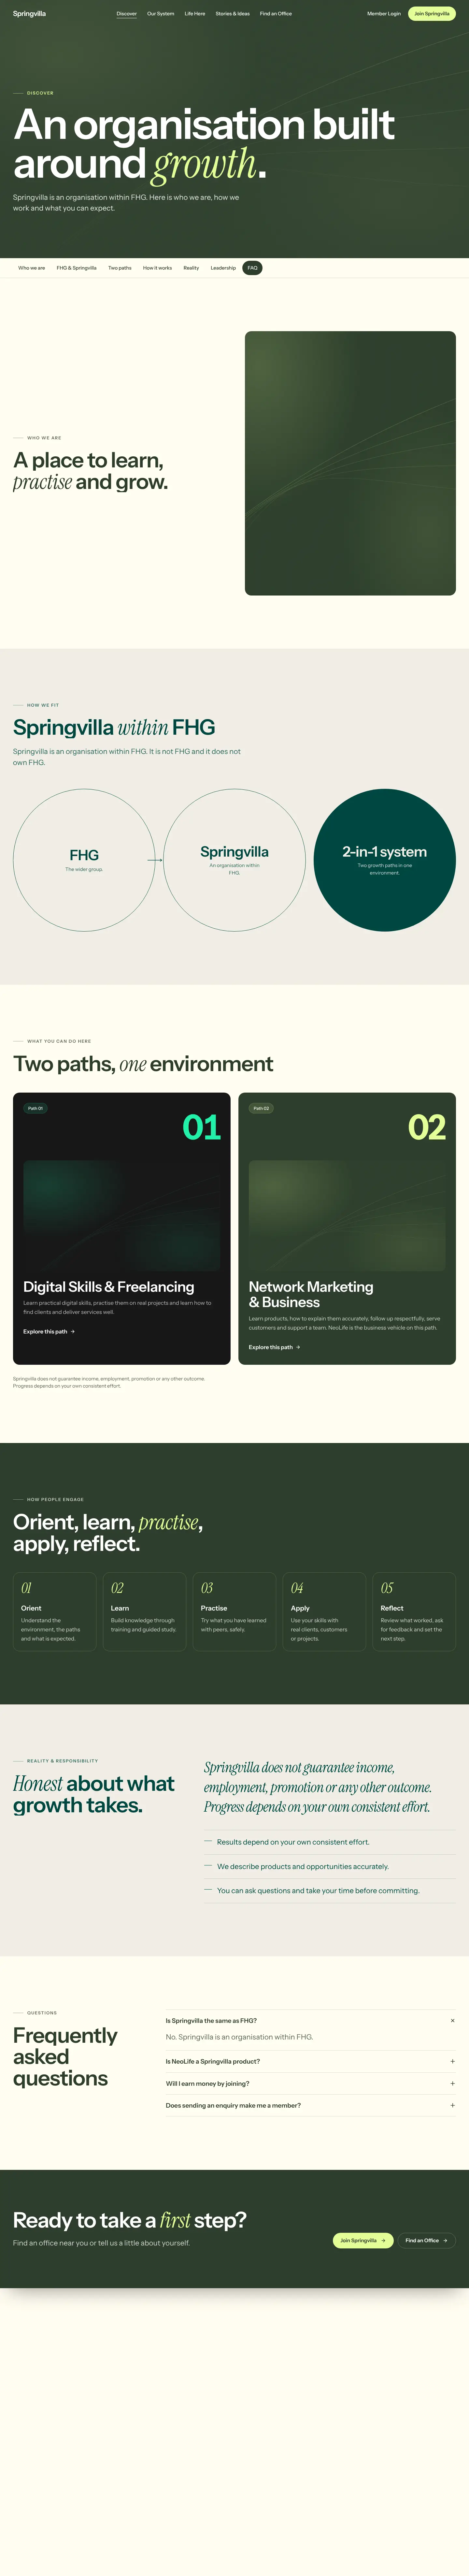 Springvilla
Discover
Our System
Life Here
Stories & Ideas
Find an Office
Member Login
Join Springvilla
DISCOVER
An organisation built
around growth.
Springvilla is an organisation within FHG. Here is who we are, how we
work and what you can expect.
Who we are
FHG & Springvilla
Two paths
How it works
Reality
Leadership
FAQ
WHO WE ARE
A place to learn,
practise and grow.
HOW WE FIT
Springvilla within FHG
Springvilla is an organisation within FHG. It is not FHG and it does not
own FHG.
FHG
The wider group.
Springvilla
An organisation within
FHG.
2-in-1 system
Two growth paths in one
environment.
WHAT YOU CAN DO HERE
Two paths, one environment
Path 01
01
Digital Skills & Freelancing
Learn practical digital skills, practise them on real projects and learn how to
find clients and deliver services well.
Explore this path →
Path 02
02
Network Marketing
& Business
Learn products, how to explain them accurately, follow up respectfully, serve
customers and support a team. NeoLife is the business vehicle on this path.
Explore this path →
Springvilla does not guarantee income, employment, promotion or any other outcome.
Progress depends on your own consistent effort.
HOW PEOPLE ENGAGE
Orient, learn, practise,
apply, reflect.
01
Orient
Understand the
environment, the paths
and what is expected.
02
Learn
Build knowledge through
training and guided study.
03
Practise
Try what you have learned
with peers, safely.
04
Apply
Use your skills with
real clients, customers
or projects.
05
Reflect
Review what worked, ask
for feedback and set the
next step.
REALITY & RESPONSIBILITY
Honest about what
growth takes.
Springvilla does not guarantee income,
employment, promotion or any other outcome.
Progress depends on your own consistent effort.
Results depend on your own consistent effort.
We describe products and opportunities accurately.
You can ask questions and take your time before committing.
QUESTIONS
Frequently
asked
questions
Is Springvilla the same as FHG?
No. Springvilla is an organisation within FHG.
Is NeoLife a Springvilla product?
Will I earn money by joining?
Does sending an enquiry make me a member?
Ready to take a first step?
Find an office near you or tell us a little about yourself.
Join Springvilla →
Find an Office →